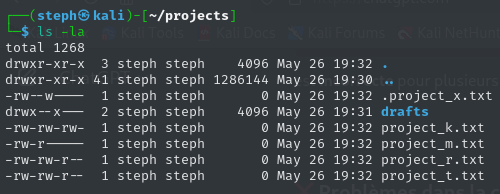 ┌──(steph㉿kali)-[~/projects]
└─$ ls -la
total 1268
drwxr-xr-x  3 steph steph    4096 May 26 19:32 .
drwxr-xr-x 41 steph steph 1286144 May 26 19:30 ..
-rw--w----  1 steph steph       0 May 26 19:32 .project_x.txt
drwx--x---  2 steph steph    4096 May 26 19:31 drafts
-rw-rw-rw-  1 steph steph       0 May 26 19:32 project_k.txt
-rw-r-----  1 steph steph       0 May 26 19:32 project_m.txt
-rw-rw-r--  1 steph steph       0 May 26 19:32 project_r.txt
-rw-rw-r--  1 steph steph       0 May 26 19:32 project_t.txt